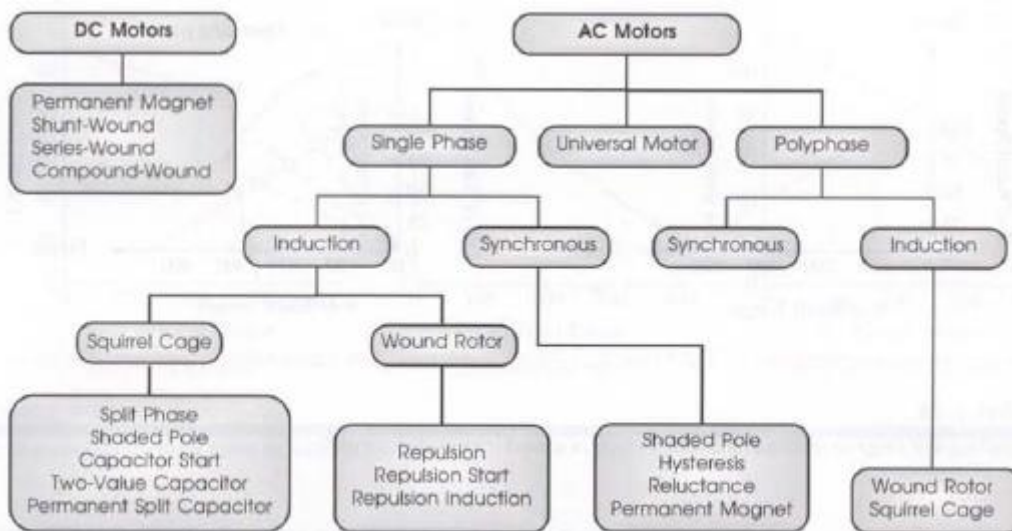 DC Motors
Permanent Magnet
Shunt-Wound
Series-Wound
Compound-Wound
AC Motors
Single Phase
Universal Motor
Polyphase
Induction
Synchronous
Synchronous
Induction
Squirrel Cage
Wound Rotor
Split Phase
Shaded Pole
Capacitor Start
Two-Value Capacitor
Permanent Split Capacitor
Repulsion
Repulsion Start
Repulsion Induction
Shaded Pole
Hysteresis
Reluctance
Permanent Magnet
Wound Rotor
Squirrel Cage